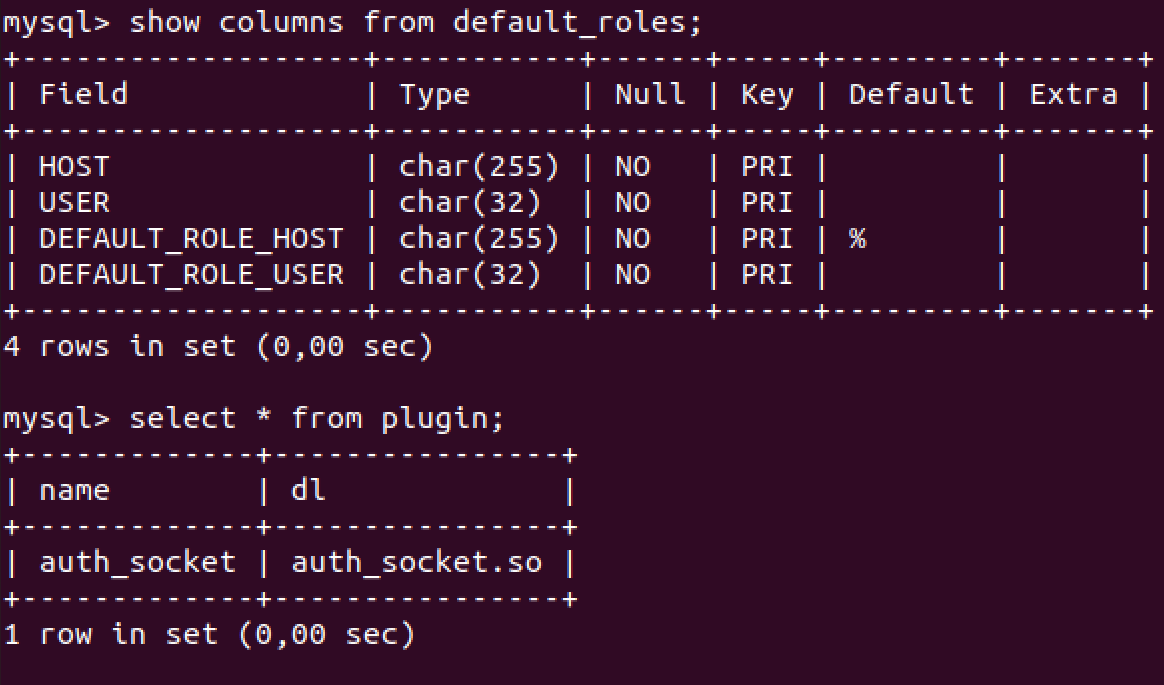 mysql> show columns from default_roles;
+-------------------+-----------+------+-----+---------+-------+
| Field             | Type      | Null | Key | Default | Extra |
+-------------------+-----------+------+-----+---------+-------+
| HOST              | char(255) | NO   | PRI |         |       |
| USER              | char(32)  | NO   | PRI |         |       |
| DEFAULT_ROLE_HOST | char(255) | NO   | PRI | %       |       |
| DEFAULT_ROLE_USER | char(32)  | NO   | PRI |         |       |
+-------------------+-----------+------+-----+---------+-------+
4 rows in set (0,00 sec)

mysql> select * from plugin;
+-------------+----------------+
| name        | dl             |
+-------------+----------------+
| auth_socket | auth_socket.so |
+-------------+----------------+
1 row in set (0,00 sec)